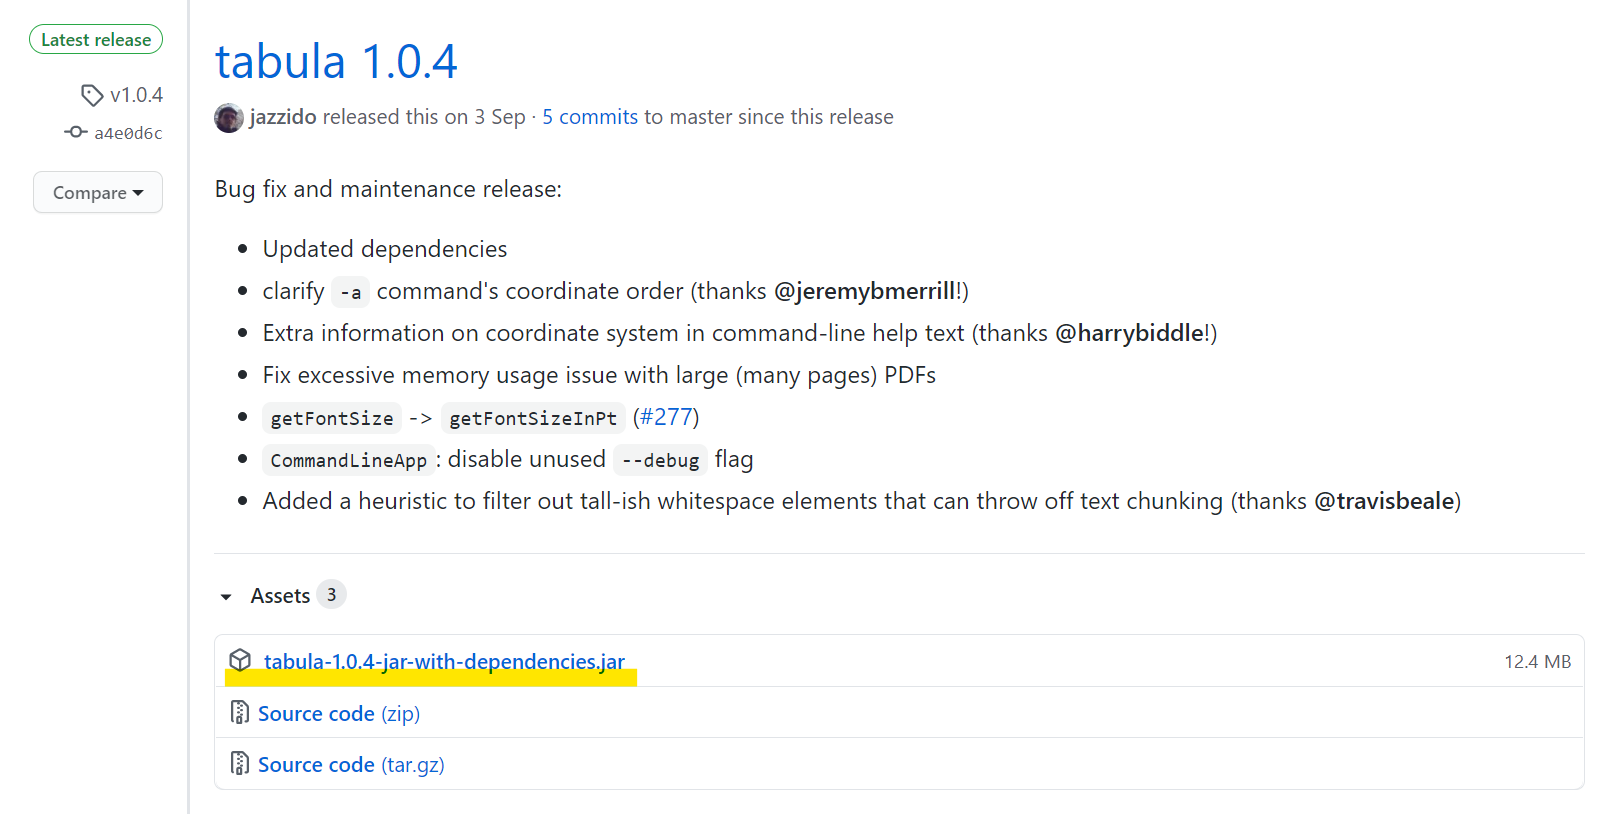 Latest release
v1.0.4
a4e0d6c
Compare
tabula 1.0.4
jazzido released this on 3 Sep · 5 commits to master since this release
Bug fix and maintenance release:
• Updated dependencies
• clarify -a command's coordinate order (thanks @jeremybmerrill!)
• Extra information on coordinate system in command-line help text (thanks @harrybiddle!)
• Fix excessive memory usage issue with large (many pages) PDFs
• getFontSize -> getFontSizeInPt (#277)
• CommandLineApp: disable unused --debug flag
• Added a heuristic to filter out tall-ish whitespace elements that can throw off text chunking (thanks @travisbeale)
Assets 3
tabula-1.0.4-jar-with-dependencies.jar 12.4 MB
Source code (zip)
Source code (tar.gz)